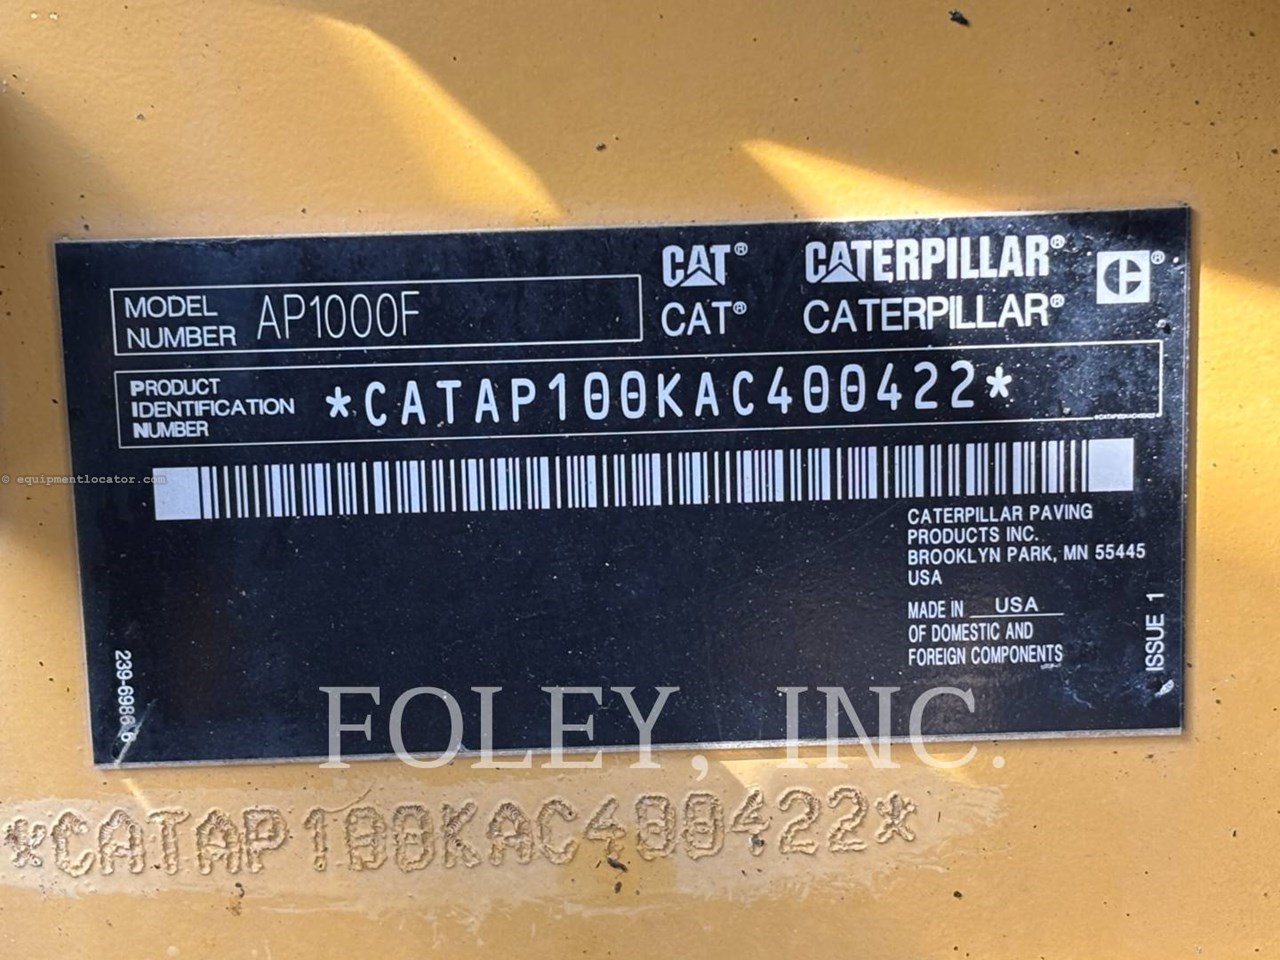 CAT® CATERPILLAR®
CAT® CATERPILLAR®
MODEL NUMBER AP1000F
PRODUCT IDENTIFICATION NUMBER *CATAP100KAC400422*
© equipmentlocator.com
CATERPILLAR PAVING
PRODUCTS INC.
BROOKLYN PARK, MN 55445
USA
MADE IN USA
OF DOMESTIC AND
FOREIGN COMPONENTS
ISSUE 1
FOLEY, INC.
*CATAP100KAC400422*